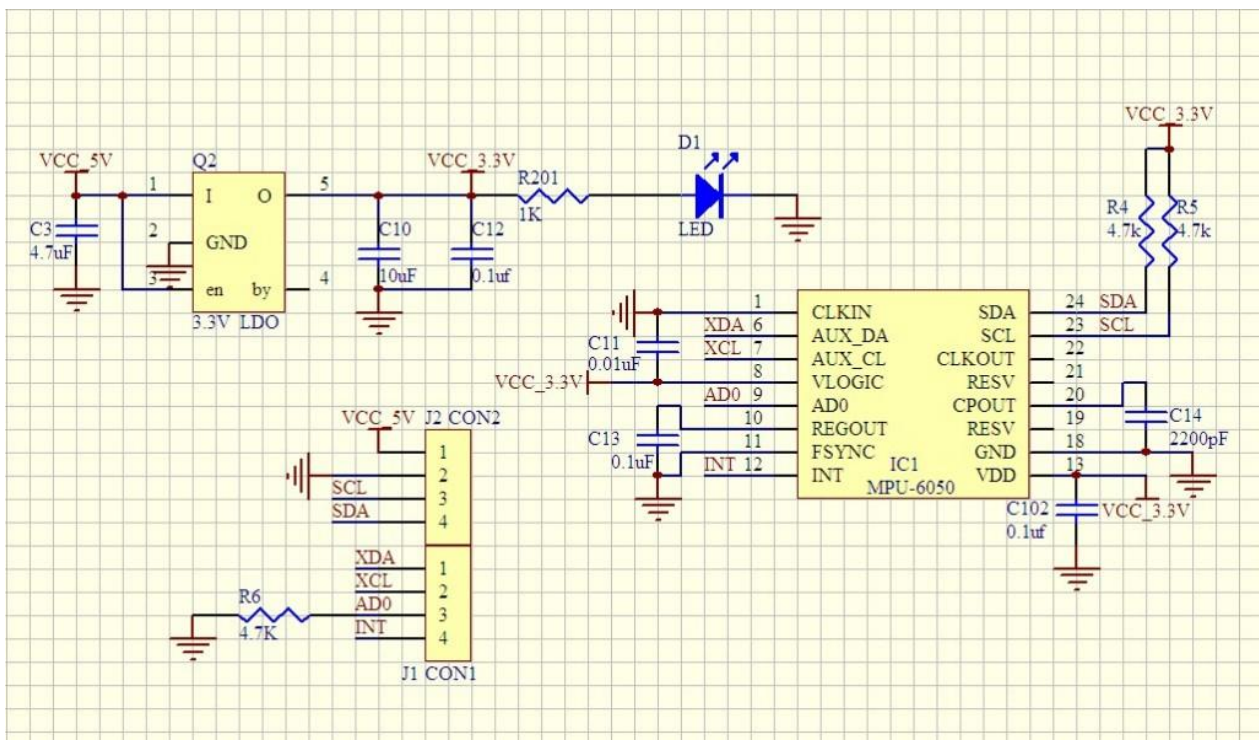 VCC_5V
Q2
1
I
O
5
VCC_3.3V
R201
1K
D1
LED
VCC_3.3V
C3
4.7uF
2
GND
C10
10uF
C12
0.1uf
3
en
by
4
3.3V LDO
R4
4.7k
R5
4.7k
1
CLKIN
SDA
24
SDA
XDA
6
AUX_DA
SCL
23
SCL
XCL
7
AUX_CL
CLKOUT
22
C11
0.01uF
VCC_3.3V
8
VLOGIC
RESV
21
AD0
9
AD0
CPOUT
20
10
REGOUT
RESV
19
C14
2200pF
C13
0.1uF
11
FSYNC
GND
18
INT
12
INT
IC1
VDD
13
MPU-6050
C102
0.1uf
VCC_3.3V
VCC_5V
J2 CON2
1
2
SCL
3
SDA
4
XDA
1
XCL
2
R6
4.7K
AD0
3
INT
4
J1 CON1